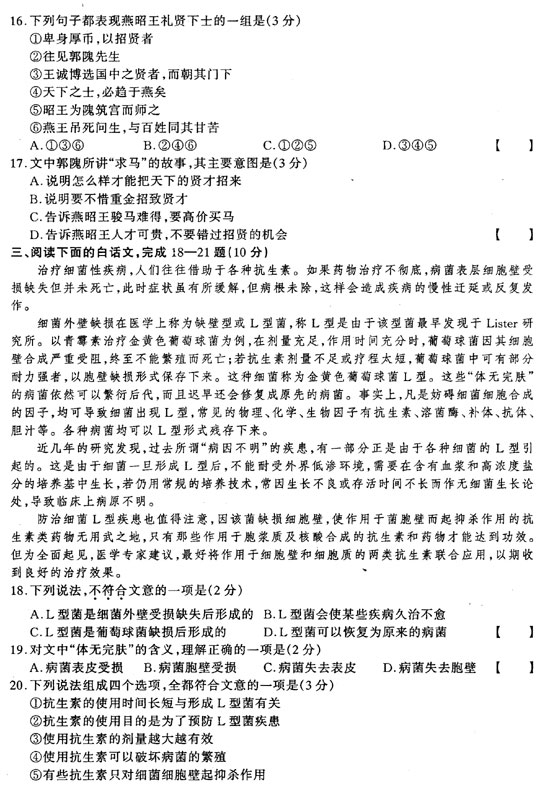 16.下列句子都表现燕昭王礼贤下士的一组是(3分)
①卑身厚币,以招贤者
②往见郭隗先生
③王诚博选国中之贤者,而朝其门下
④天下之士,必趋于燕矣
⑤昭王为隗筑宫而师之
⑥燕王吊死问生,与百姓同其甘苦
A.①③⑥ B.②④⑥ C.①②⑤ D.③④⑤ 【 】
17.文中郭隗所讲“求马”的故事,其主要意图是(3分)
A.说明怎么样才能把天下的贤才招来
B.说明要不惜重金招致贤才
C.告诉燕昭王骏马难得,要高价买马
D.告诉燕昭王人才可贵,不要错过招贤的机会 【 】
三、阅读下面的白话文,完成18—21题(10分)
治疗细菌性疾病,人们往往借助于各种抗生素。如果药物治疗不彻底,病菌表层细胞壁受
损缺失但并未死亡,此时症状虽有所缓解,但病根未除,这样会造成疾病的慢性迁延或反复发
作。
细菌外壁缺损在医学上称为缺壁型或L型菌,称L型是由于该型菌最早发现于Lister研
究所。以青霉素治疗金黄色葡萄球菌为例,在剂量充足,作用时间充分时,葡萄球菌因其细胞
壁合成严重受阻,终至不能繁殖而死亡;若抗生素剂量不足或疗程太短,葡萄球菌中可有部分
耐力强者,以胞壁缺损形式保存下来。这种细菌称为金黄色葡萄球菌L型。这些“体无完肤”
的病菌依然可以繁衍后代,而且迟早还会修复成原先的病菌。事实上,凡是妨碍细菌细胞合成
的因子,均可导致细菌出现L型,常见的物理、化学、生物因子有抗生素、溶菌酶、补体、抗体、
胆汁等。各种病菌均可以L型形式残存下来。
近几年的研究发现,过去所谓“病因不明”的疾患,有一部分正是由于各种细菌的L型引
起的。这是由于细菌一旦形成L型后,不能耐受外界低渗环境,需要在含有血浆和高浓度盐
分的培养基中生长,若仍用常规的培养技术,常因生长不良或存活时间不长而作无细菌生长论
处,导致临床上病原不明。
防治细菌L型疾患也值得注意,因该菌缺损细胞壁,使作用于菌胞壁而起抑杀作用的抗
生素类药物无用武之地,只有那些作用于胞浆质及核酸合成的抗生素和药物才能达到功效。
但为全面起见,医学专家建议,最好将作用于细胞壁和细胞质的两类抗生素联合应用,以期收
到良好的治疗效果。
18.下列说法,不符合文意的一项是(2分)
A.L型菌是细菌外壁受损缺失后形成的 B.L型菌会使某些疾病久治不愈
C.L型菌是葡萄球菌缺损后形成的 D.L型菌可以恢复为原来的病菌 【 】
19.对文中“体无完肤”的含义,理解正确的一项是(2分)
A.病菌表皮受损 B.病菌胞壁受损 C.病菌失去表皮 D.病菌失去胞壁 【 】
20.下列说法组成四个选项,全都符合文意的一项是(3分)
①抗生素的使用时间长短与形成L型菌有关
②抗生素的使用目的是为了预防L型菌疾患
③使用抗生素的剂量越大越有效
④使用抗生素可以破坏病菌的繁殖
⑤有些抗生素只对细菌细胞壁起抑杀作用